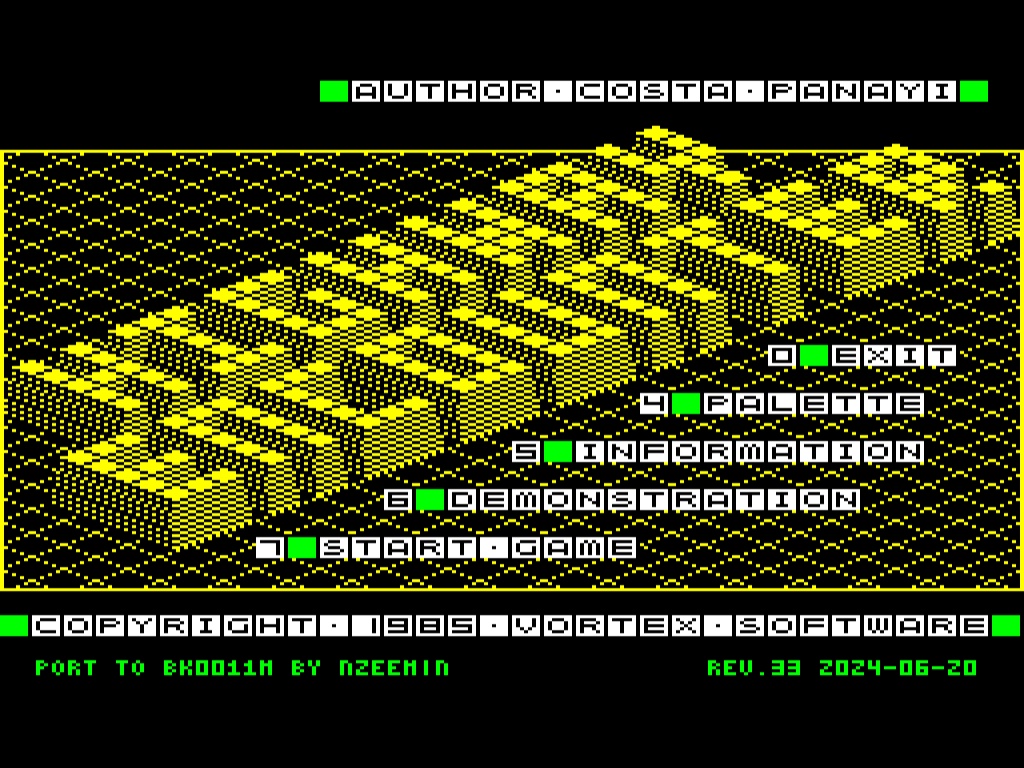 AUTHOR·COSTA·PANAYI
0 EXIT
4 PALETTE
5 INFORMATION
6 DEMONSTRATION
7 START·GAME
COPYRIGHT·1985·VORTEX·SOFTWARE
PORT TO BK0011M BY NZEEMIN
REV.33 2024-06-20